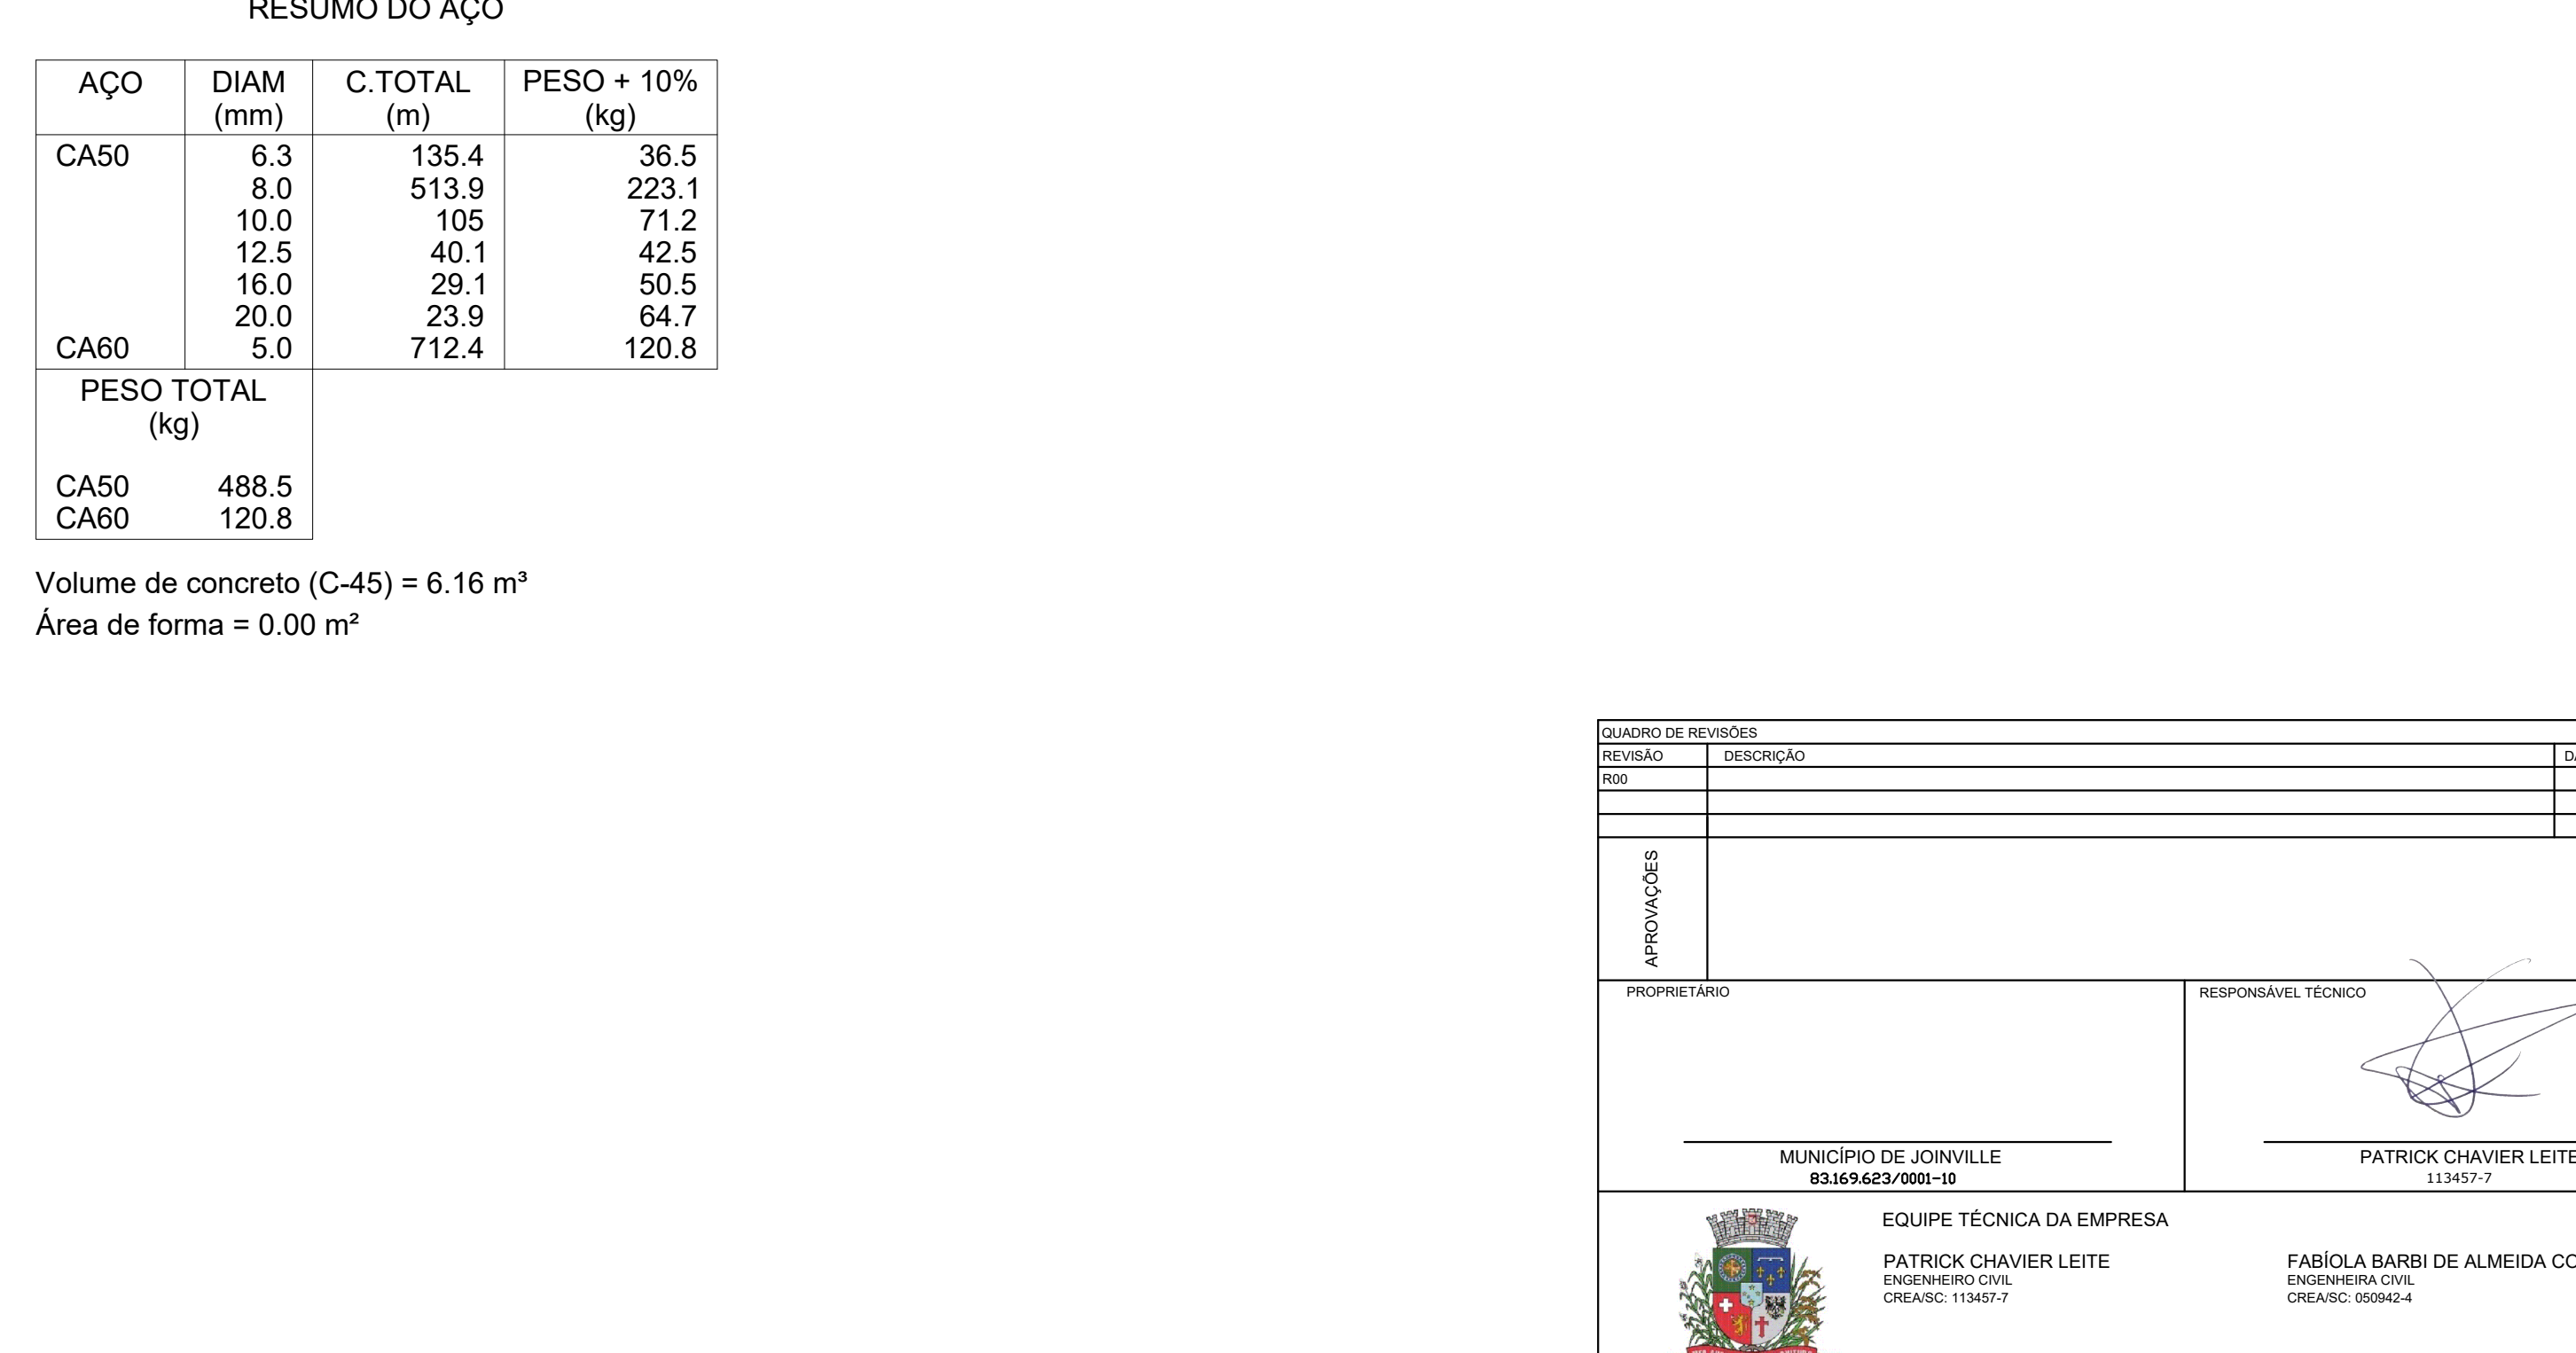 RESUMO DO AÇO
AÇO DIAM C.TOTAL PESO + 10%
(mm) (m) (kg)
CA50 6.3 135.4 36.5
8.0 513.9 223.1
10.0 105 71.2
12.5 40.1 42.5
16.0 29.1 50.5
20.0 23.9 64.7
CA60 5.0 712.4 120.8
PESO TOTAL
(kg)
CA50 488.5
CA60 120.8
Volume de concreto (C-45) = 6.16 m³
Área de forma = 0.00 m²
QUADRO DE REVISÕES
REVISÃO DESCRIÇÃO
R00
APROVAÇÕES
PROPRIETÁRIO RESPONSÁVEL TÉCNICO
MUNICÍPIO DE JOINVILLE PATRICK CHAVIER LEITE
83.169.623/0001-10 113457-7
EQUIPE TÉCNICA DA EMPRESA
PATRICK CHAVIER LEITE FABÍOLA BARBI DE ALMEIDA
ENGENHEIRO CIVIL ENGENHEIRA CIVIL
CREA/SC: 113457-7 CREA/SC: 050942-4